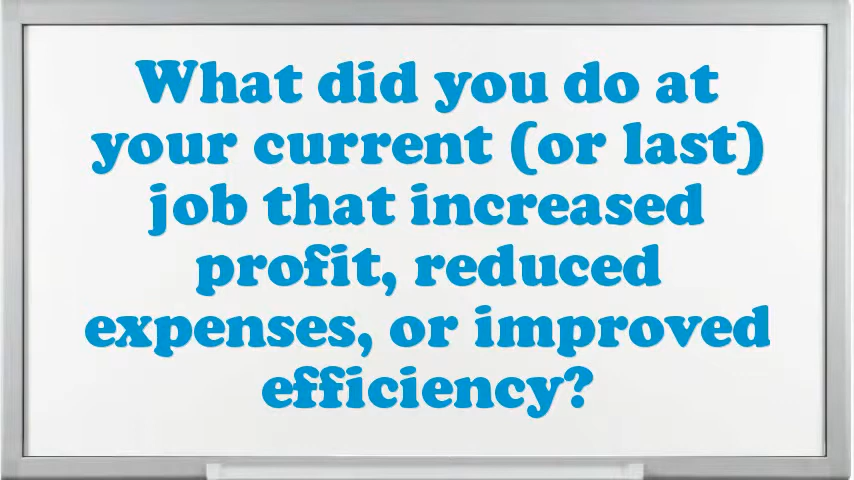 What did you do at
your current (or last)
job that increased
profit, reduced
expenses, or improved
efficiency?